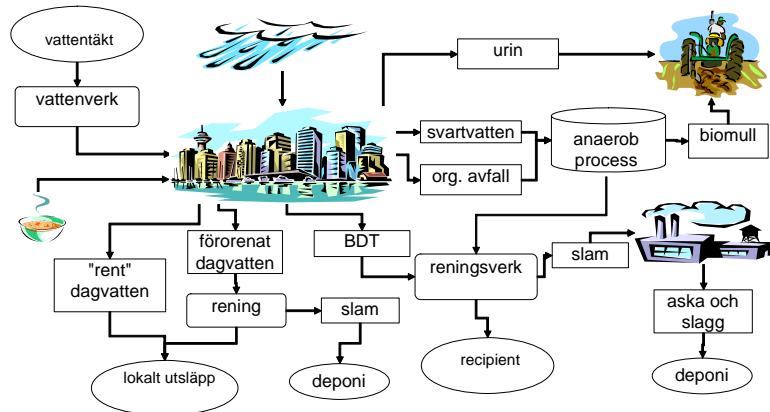 vattentäkt
urin
vattenverk
svartvatten
anaerob
process
biomull
org. avfall
"rent"
dagvatten
förorenat
dagvatten
BDT
reningsverk
slam
rening
slam
aska och
slagg
lokalt utsläpp
deponi
recipient
deponi